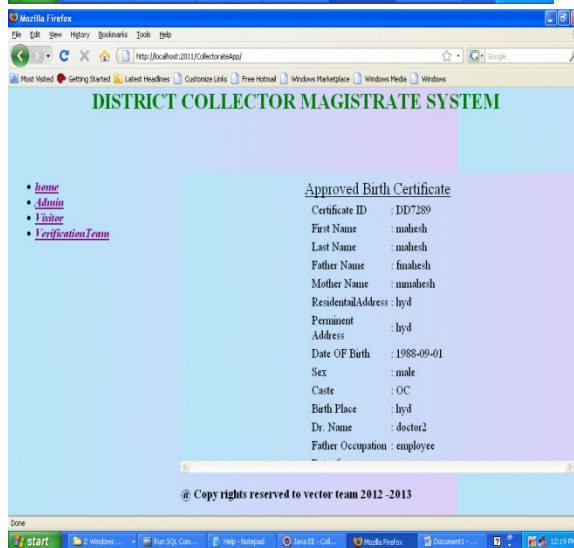 Mozilla Firefox
File Edit View History Bookmarks Tools Help
http://localhost:2011/CollectorateApp/
Google
Most Visited Getting Started Latest Headlines Customize Links Free Hotmail Windows Marketplace Windows Media Windows
DISTRICT COLLECTOR MAGISTRATE SYSTEM
home
Admin
Visitor
VerificationTeam
Approved Birth Certificate
Certificate ID : DD7289
First Name : mahesh
Last Name : mahesh
Father Name : fmahesh
Mother Name : mmahesh
ResidentailAddress : hyd
Perminent
Address : hyd
Date OF Birth : 1988-09-01
Sex : male
Caste : OC
Birth Place : hyd
Dr. Name : doctor2
Father Occupation : employee
@ Copy rights reserved to vector team 2012 -2013
Done
start 2 Windows ... Run SQL Com... Help - Notepad Java EE - Coll... Mozilla Firefox Document1 - ... 12:19 PM